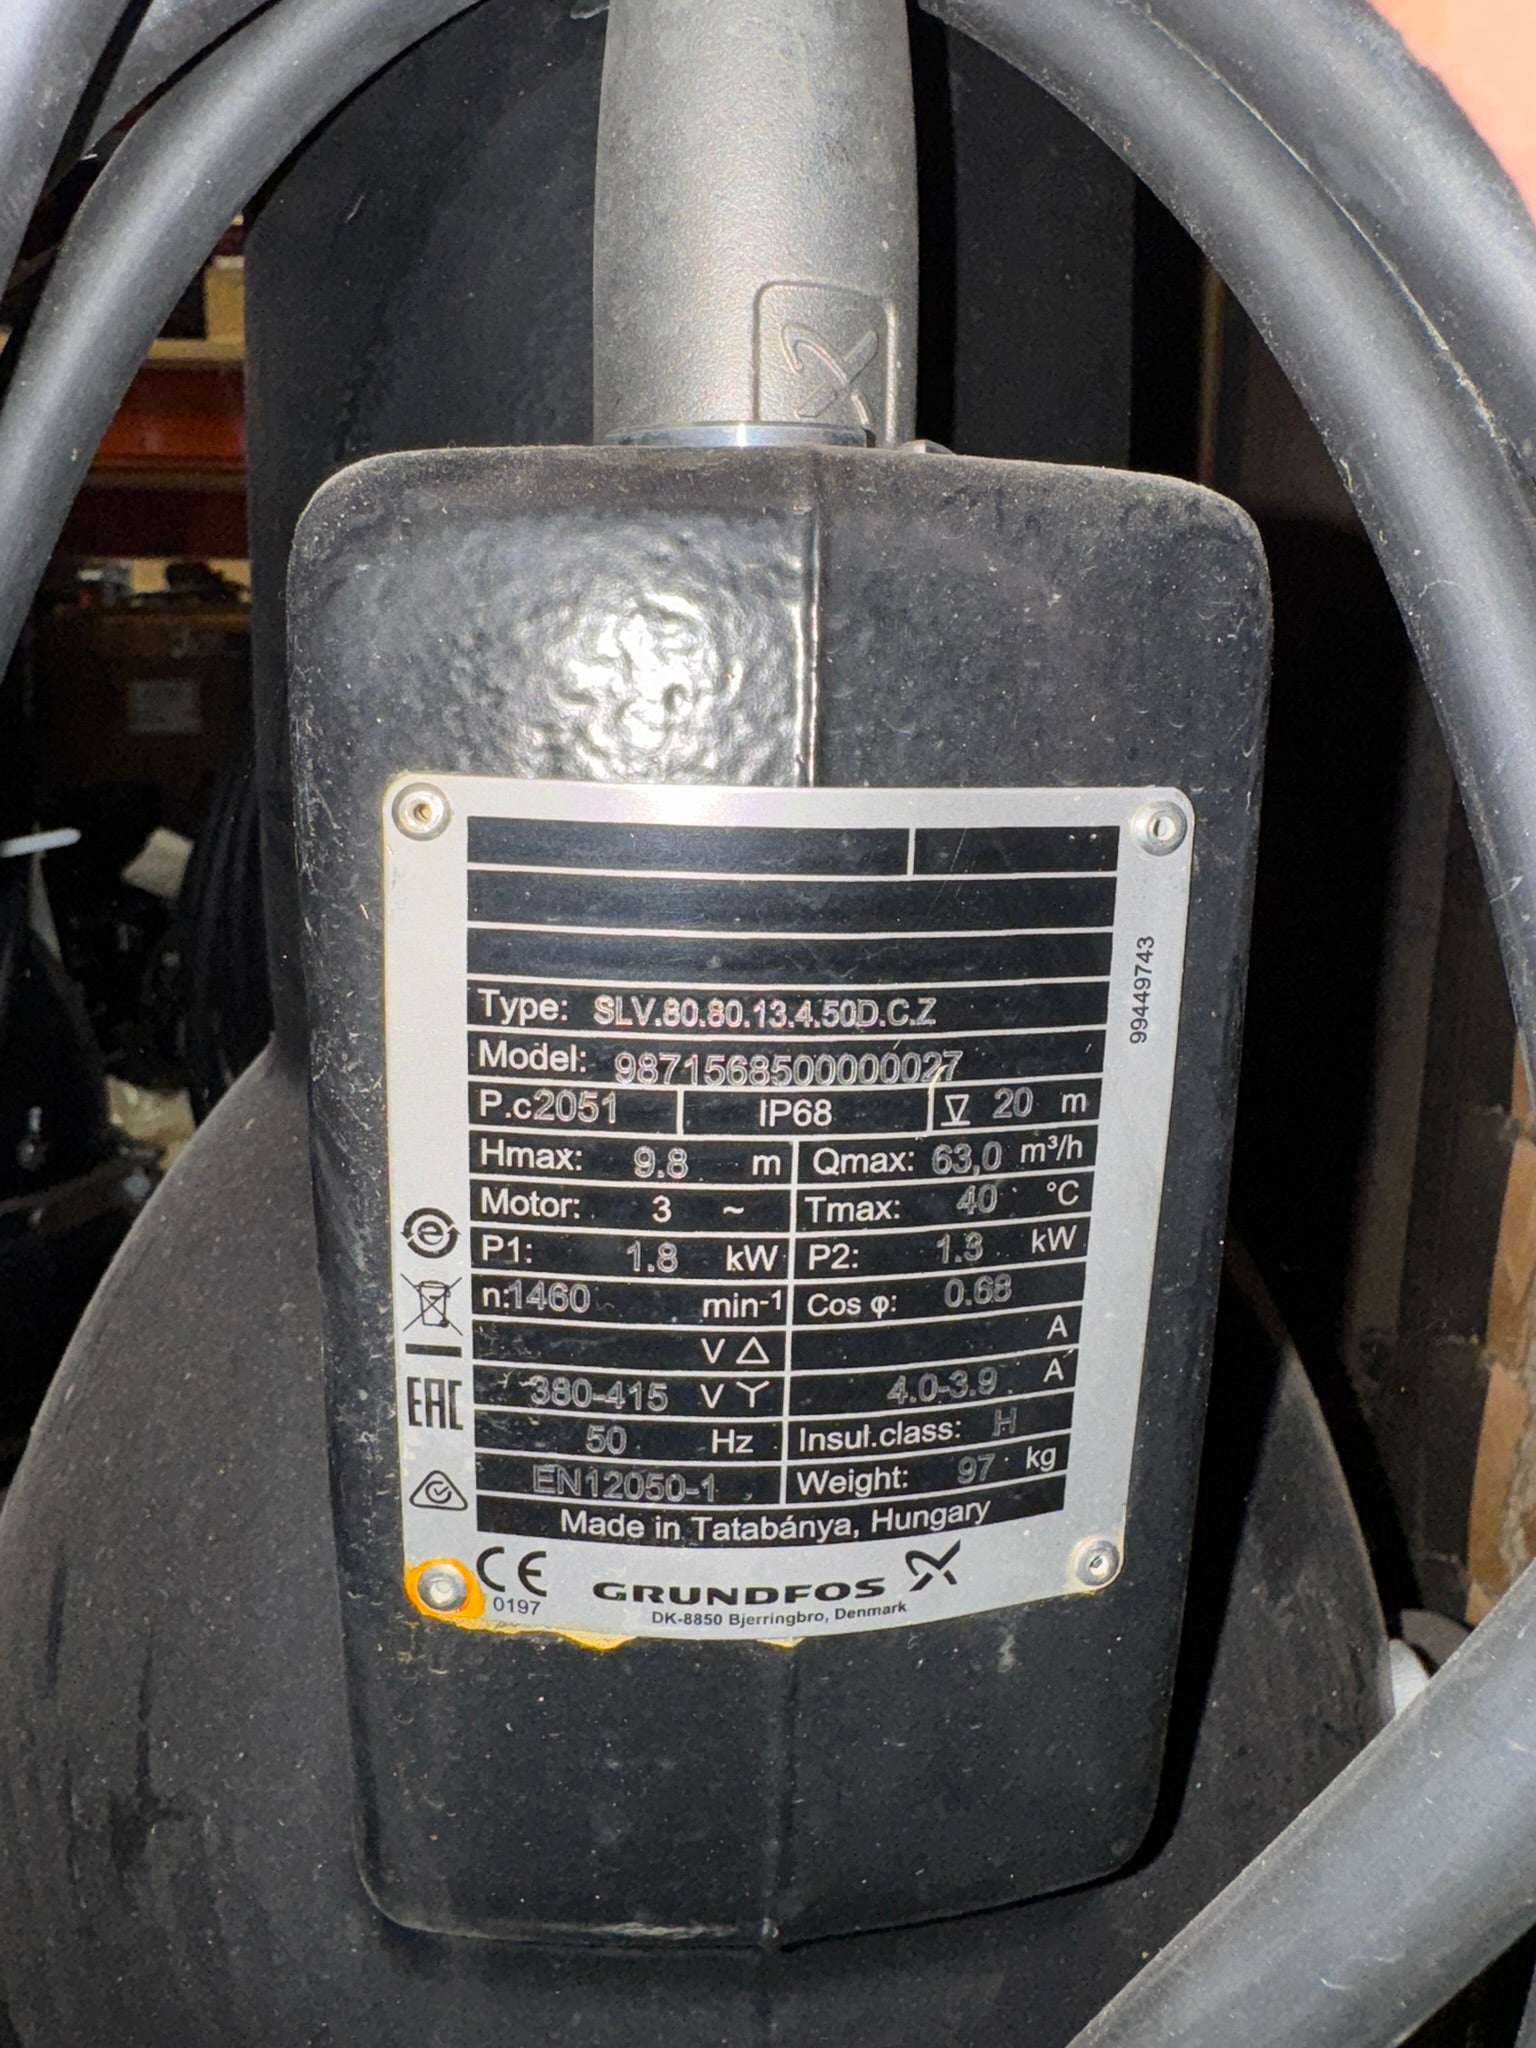 Type: SLV.80.80.13.4.50D.C.Z
Model: 9871568500000027
P.c2051 IP68 20 m
Hmax: 9.8 m Qmax: 63,0 m³/h
Motor: 3 ~ Tmax: 40 °C
P1: 1.8 kW P2: 1.3 kW
n:1460 min-1 Cos φ: 0.68
V △ A
380-415 V Y 4.0-3.9 A
50 Hz Insul.class: H
EN12050-1 Weight: 97 kg
Made in Tatabánya, Hungary
CE
0197
GRUNDFOS
DK-8850 Bjerringbro, Denmark
99449743
e
EAC